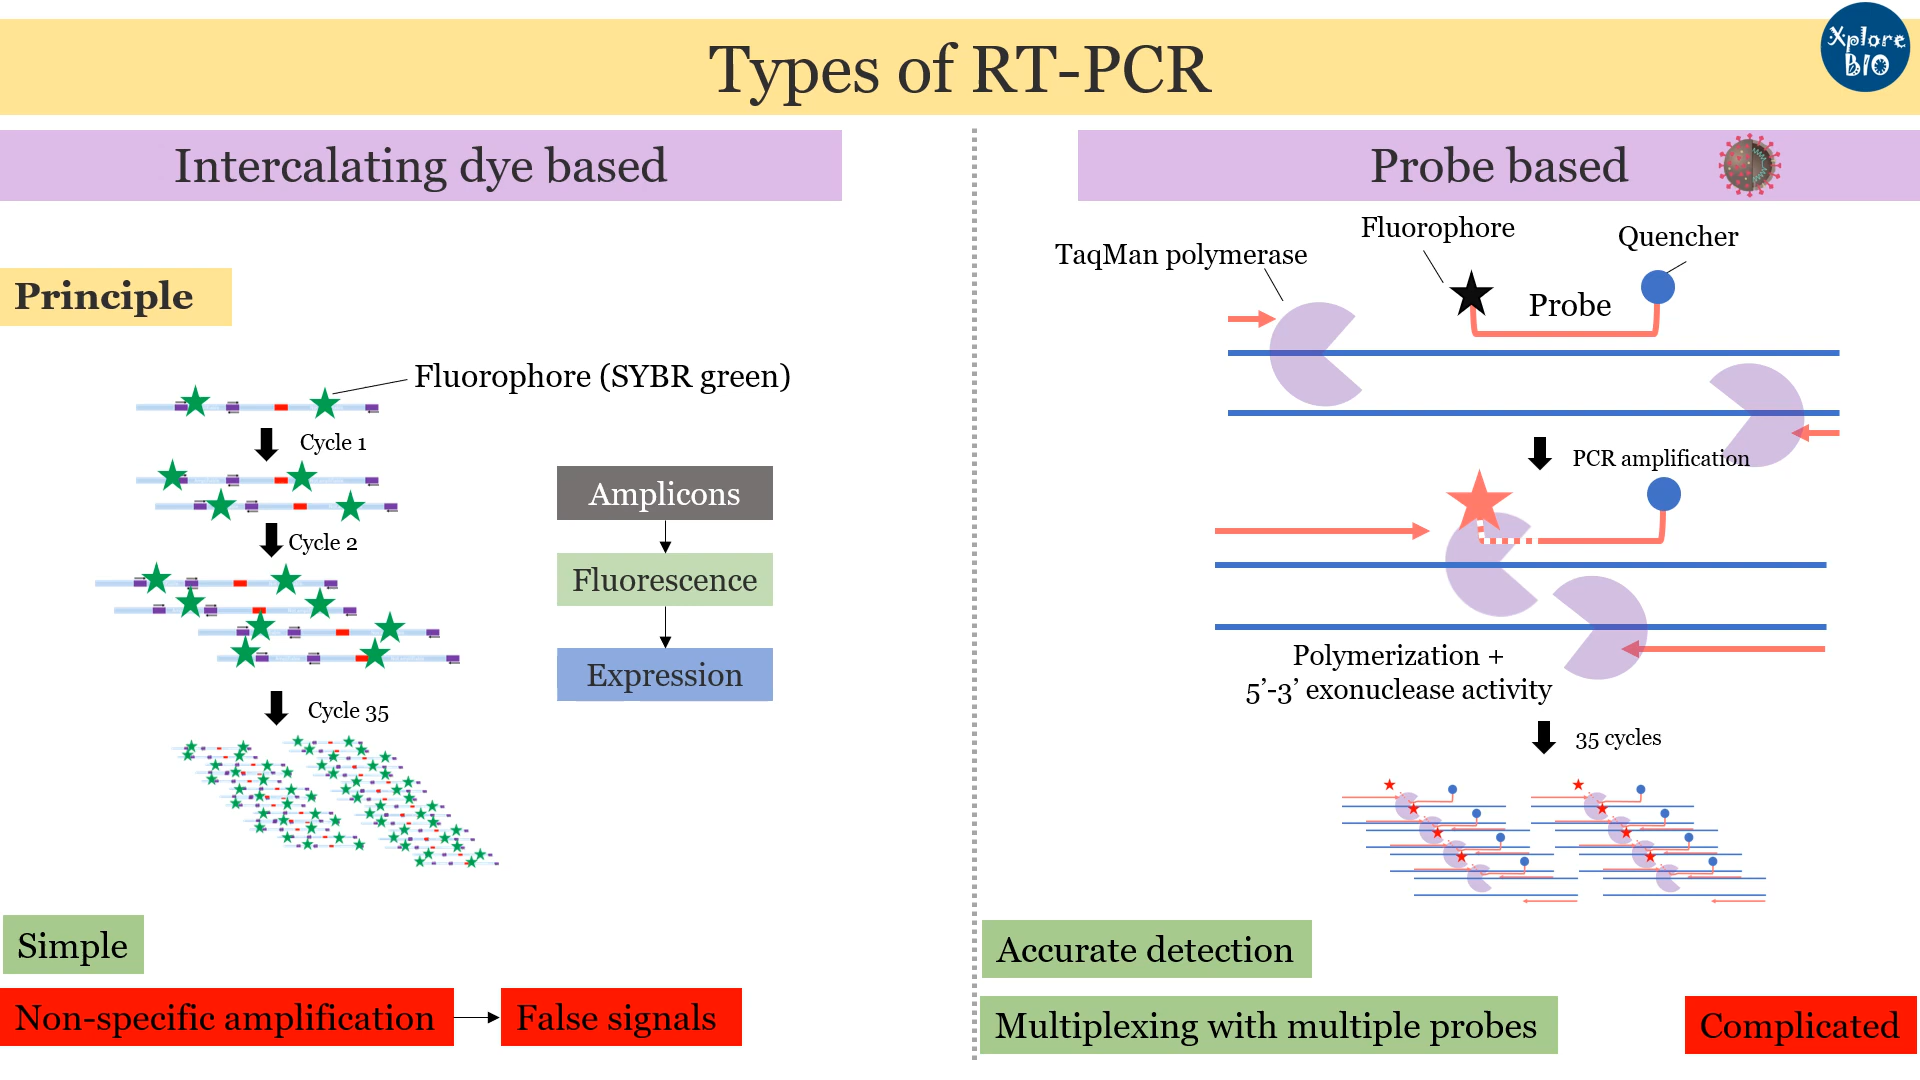 Types of RT-PCR
Xplore
BIO
Intercalating dye based
Principle
Fluorophore (SYBR green)
Cycle 1
Cycle 2
Cycle 35
Amplicons
Fluorescence
Expression
Simple
Non-specific amplification
False signals
Probe based
TaqMan polymerase
Fluorophore
Quencher
Probe
PCR amplification
Polymerization +
5’-3’ exonuclease activity
35 cycles
Accurate detection
Multiplexing with multiple probes
Complicated